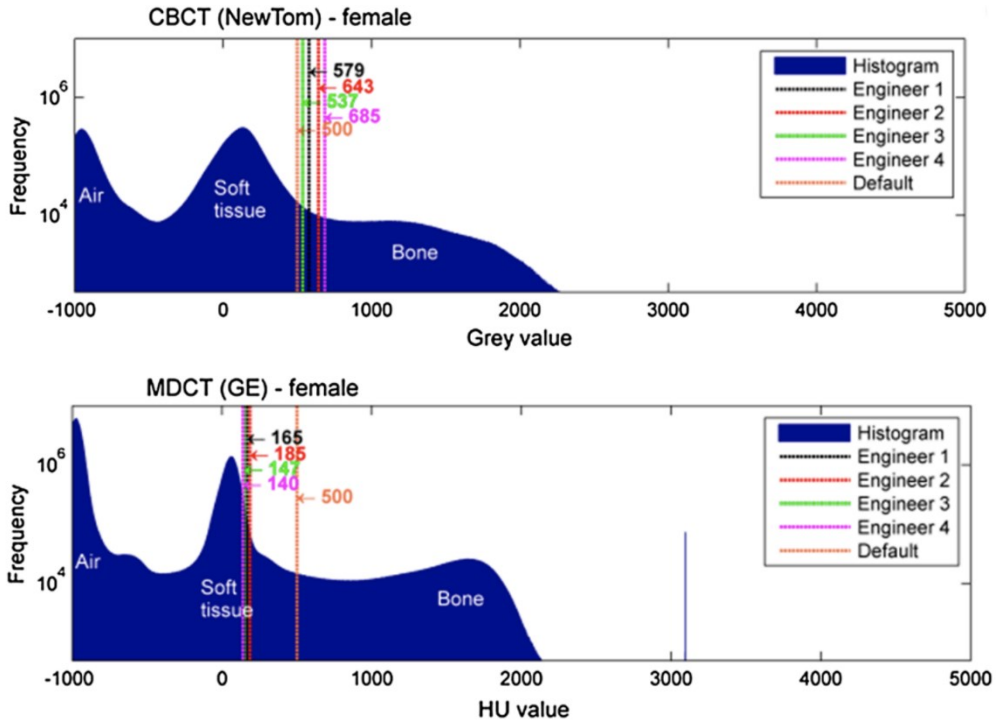 CBCT (NewTom) - female
Frequency
10^6
10^4
579
643
537
685
500
Air
Soft
tissue
Bone
Histogram
Engineer 1
Engineer 2
Engineer 3
Engineer 4
Default
-1000 0 1000 2000 3000 4000 5000
Grey value
MDCT (GE) - female
Frequency
10^6
10^4
165
185
147
140
500
Air
Soft
tissue
Bone
Histogram
Engineer 1
Engineer 2
Engineer 3
Engineer 4
Default
-1000 0 1000 2000 3000 4000 5000
HU value